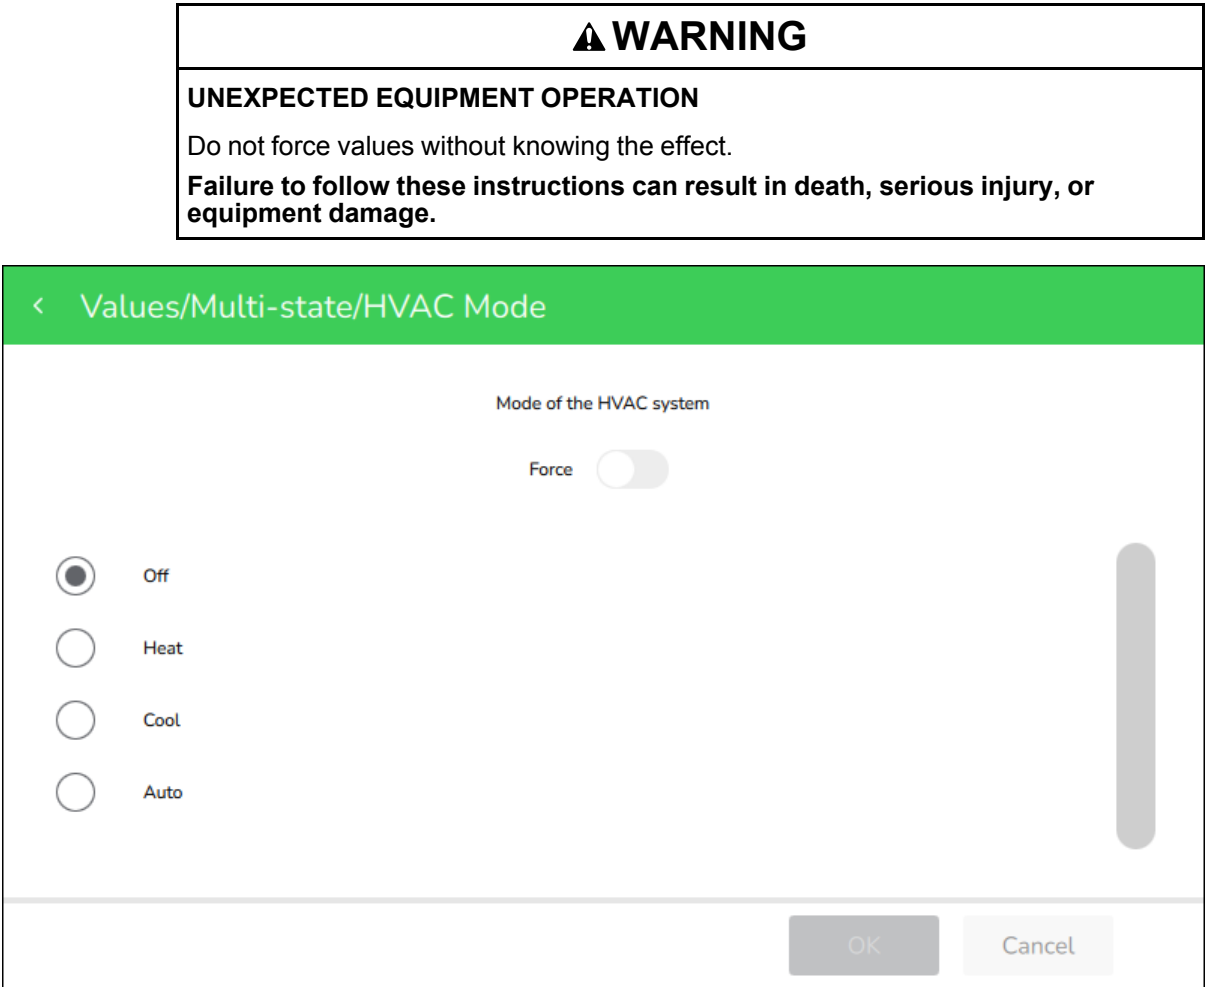 WARNING
UNEXPECTED EQUIPMENT OPERATION
Do not force values without knowing the effect.
Failure to follow these instructions can result in death, serious injury, or
equipment damage.
Values/Multi-state/HVAC Mode
Mode of the HVAC system
Force
Off
Heat
Cool
Auto
OK Cancel